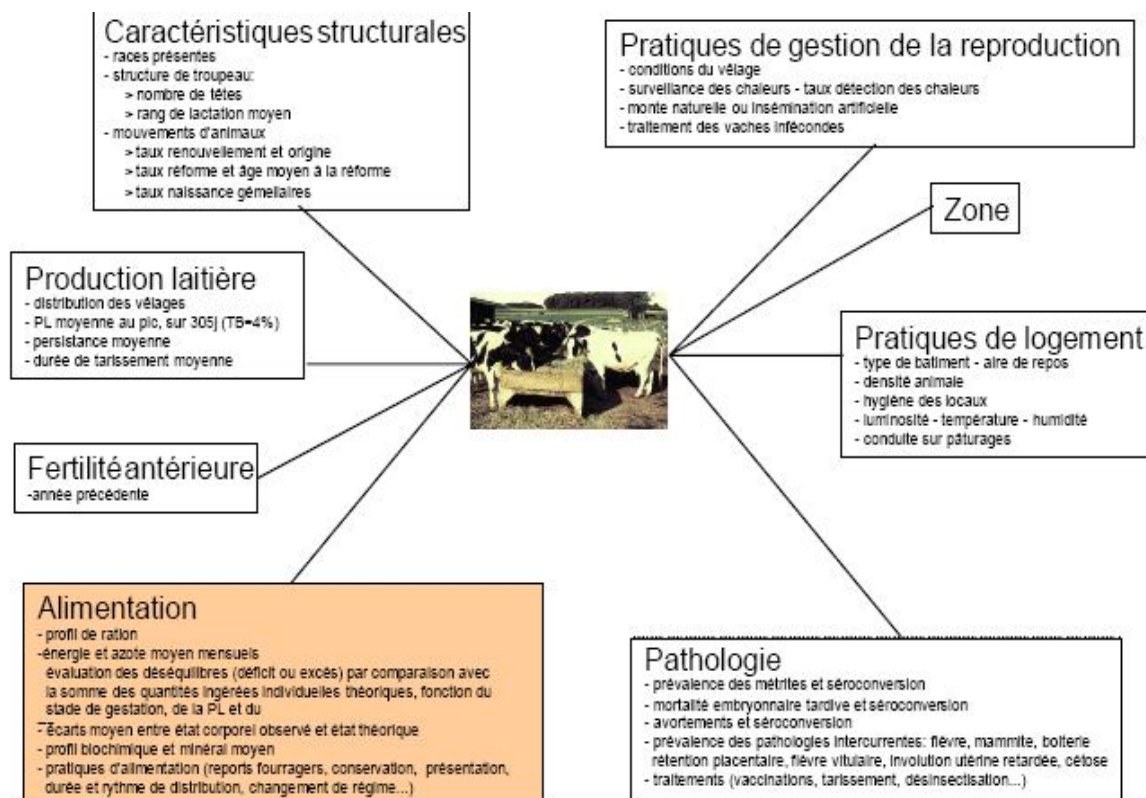 Caractéristiques structurales
- races présentes
- structure de troupeau:
> nombre de têtes
> rang de lactation moyen
- mouvements d'animaux
> taux renouvellement et origine
> taux réforme et âge moyen à la réforme
> taux naissance gémellaires
Pratiques de gestion de la reproduction
- conditions du vêlage
- surveillance des chaleurs - taux détection des chaleurs
- monte naturelle ou insémination artificielle
- traitement des vaches infécondes
Zone
Production laitière
- distribution des vêlages
- PL moyenne au pic, sur 305j (TB=4%)
- persistance moyenne
- durée de tarissement moyenne
Pratiques de logement
- type de batiment - aire de repos
- densité animale
- hygiène des locaux
- luminosité - température - humidité
- conduite sur pâturages
Fertilité antérieure
-année précédente
Alimentation
- profil de ration
-énergie et azote moyen mensuels
évaluation des déséquilibres (déficit ou excés) par comparaison avec
la somme des quantités ingérées individuelles théoriques, fonction du
stade de gestation, de la PL et du
- écarts moyen entre état corporel observé et état théorique
- profil biochimique et minéral moyen
- pratiques d'alimentation (reports fourragers, conservation, présentation,
durée et rythme de distribution, changement de régime...)
Pathologie
- prévalence des métrites et séroconversion
- mortalité embryonnaire tardive et séroconversion
- avortements et séroconversion
- prévalence des pathologies intercurrentes: fièvre, mammite, boiterie
rétention placentaire, fièvre vitulaire, involution utérine retardée, cétose
- traitements (vaccinations, tarissement, désinsectisation...)